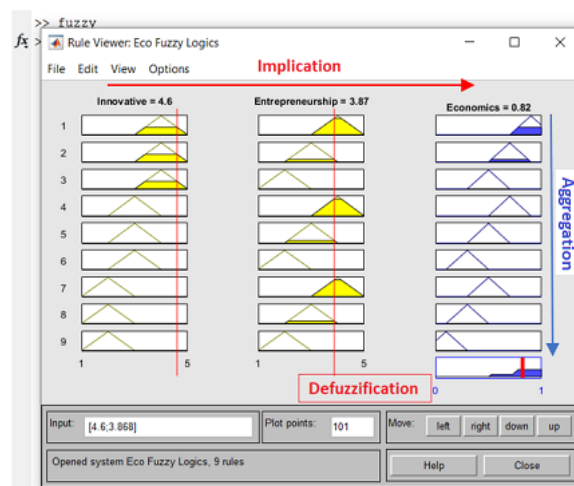 >> fuzzy
fx >
Rule Viewer: Eco Fuzzy Logics
File Edit View Options
Implication
Innovative = 4.6
Entrepreneurship = 3.87
Economics = 0.82
1
2
3
4
5
6
7
8
9
Aggregation
1 5
1 5
Defuzzification
0 1
Input: [4.6;3.868]
Plot points: 101
Move: left right down up
Opened system Eco Fuzzy Logics, 9 rules
Help Close